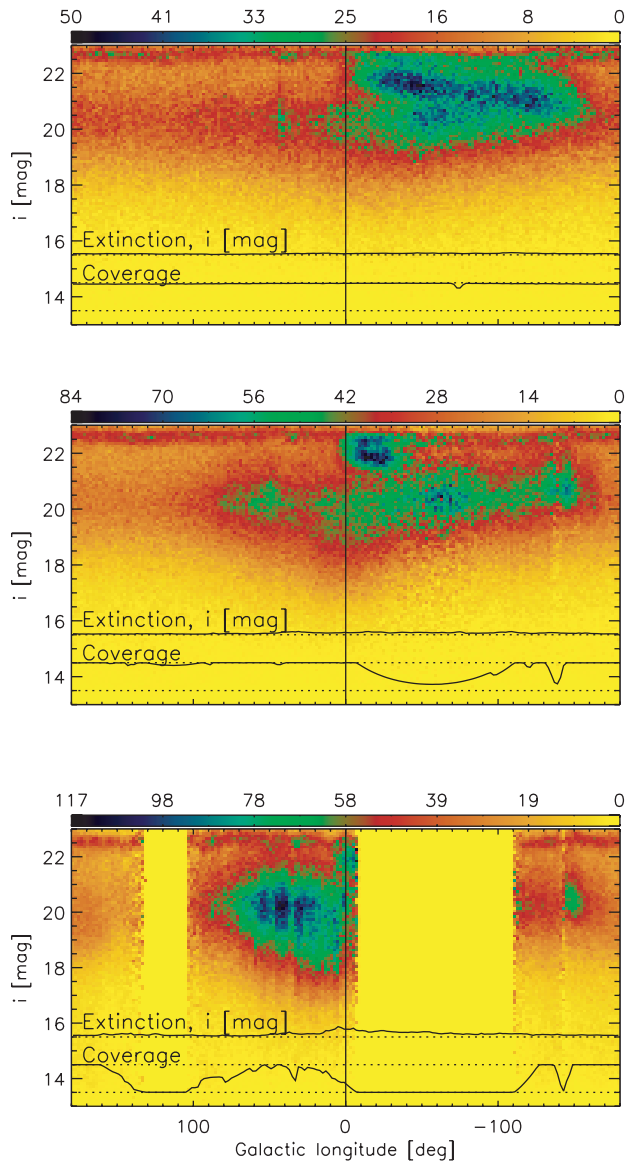 50 41 33 25 16 8 0
22
20
18
16
14
i [mag]
Extinction, i [mag]
Coverage
84 70 56 42 28 14 0
22
20
18
16
14
i [mag]
Extinction, i [mag]
Coverage
117 98 78 58 39 19 0
22
20
18
16
14
i [mag]
Extinction, i [mag]
Coverage
100 0 -100
Galactic longitude [deg]